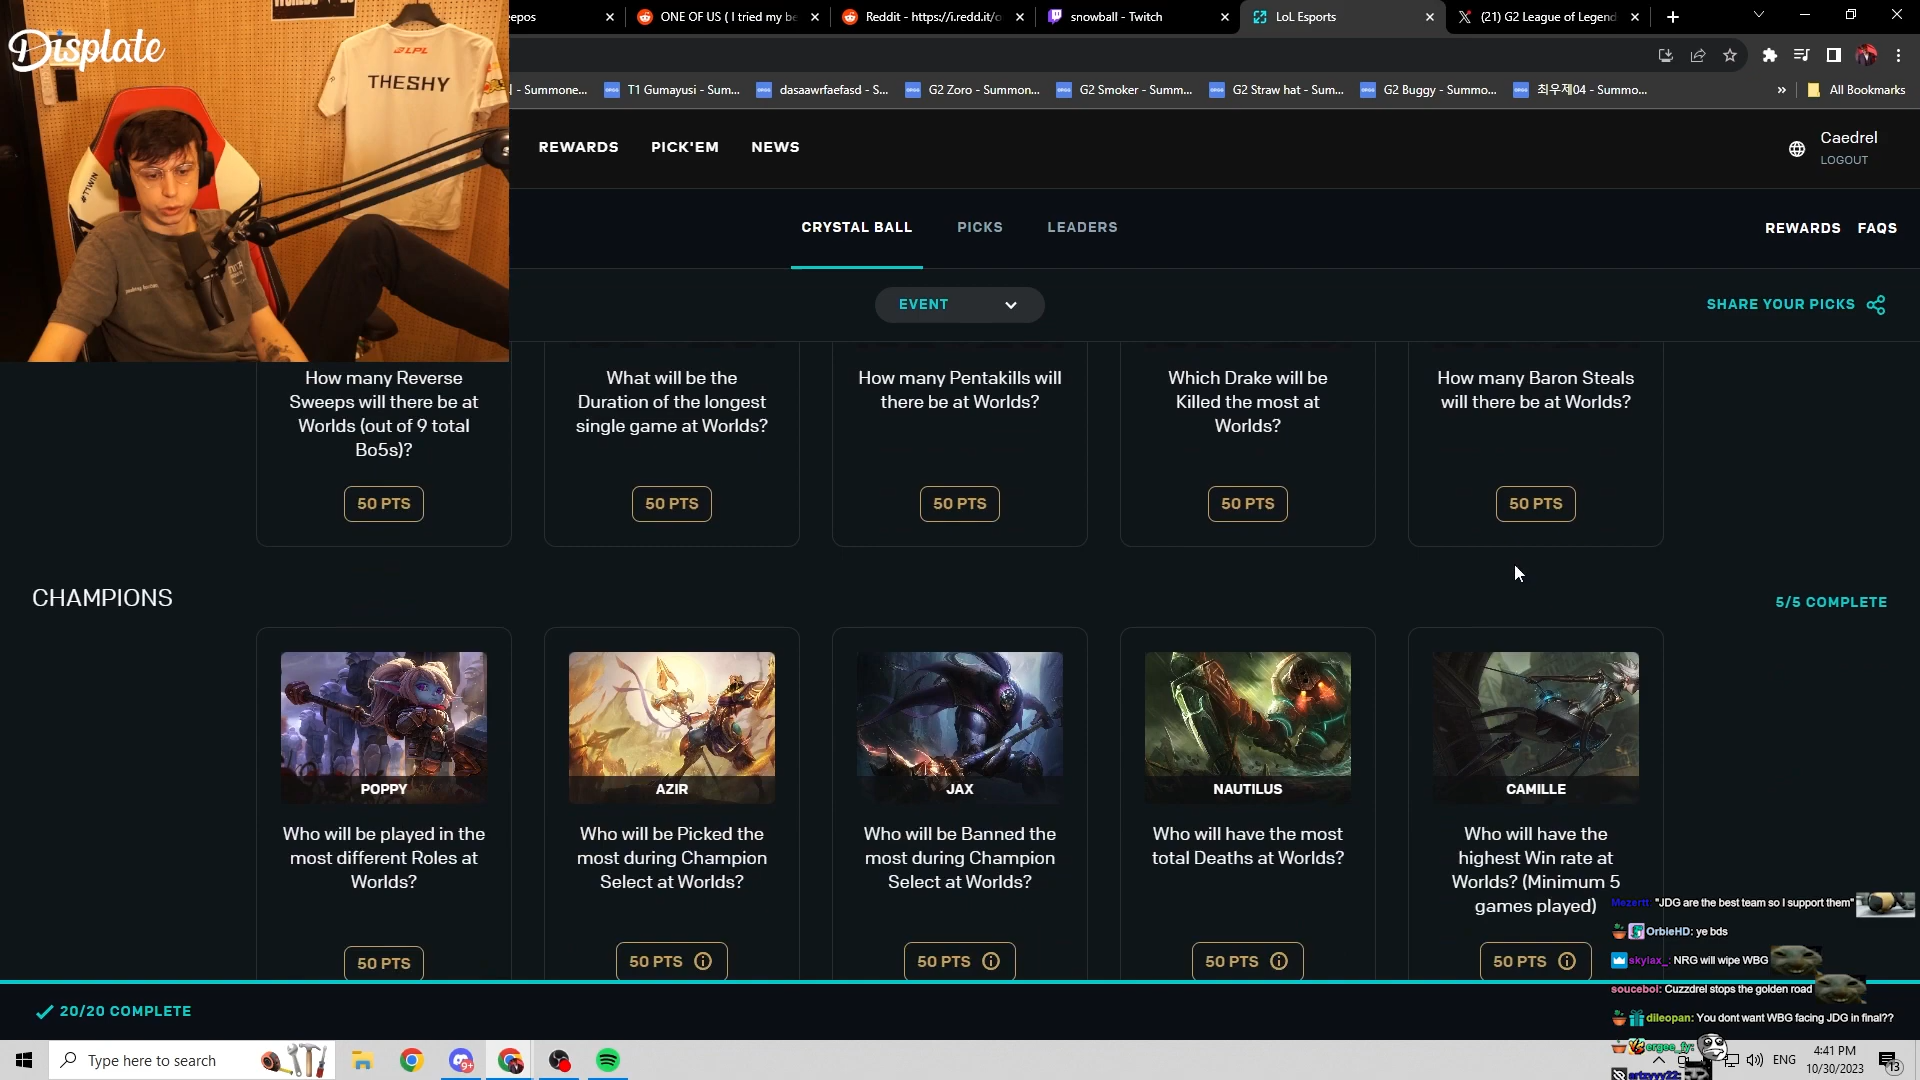 Displate
LPL
THESHY
#T1WIN
eepos
ONE OF US ( I tried my be
Reddit - https://i.redd.it/o
snowball - Twitch
LoL Esports
(21) G2 League of Legend
- Summone...
T1 Gumayusi - Sum...
dasaawrfaefasd - S...
G2 Zoro - Summon...
G2 Smoker - Summ...
G2 Straw hat - Sum...
G2 Buggy - Summo...
최우제04 - Summo...
»
All Bookmarks
REWARDS
PICK'EM
NEWS
Caedrel
LOGOUT
CRYSTAL BALL
PICKS
LEADERS
REWARDS
FAQS
EVENT
SHARE YOUR PICKS
How many Reverse
Sweeps will there be at
Worlds (out of 9 total
Bo5s)?
50 PTS
What will be the
Duration of the longest
single game at Worlds?
50 PTS
How many Pentakills will
there be at Worlds?
50 PTS
Which Drake will be
Killed the most at
Worlds?
50 PTS
How many Baron Steals
will there be at Worlds?
50 PTS
CHAMPIONS
5/5 COMPLETE
POPPY
Who will be played in the
most different Roles at
Worlds?
50 PTS
AZIR
Who will be Picked the
most during Champion
Select at Worlds?
50 PTS
JAX
Who will be Banned the
most during Champion
Select at Worlds?
50 PTS
NAUTILUS
Who will have the most
total Deaths at Worlds?
50 PTS
CAMILLE
Who will have the
highest Win rate at
Worlds? (Minimum 5
games played)
50 PTS
Mezertt: "JDG are the best team so I support them"
OrbieHD: ye bds
skylax_: NRG will wipe WBG
soucebol: Cuzzdrel stops the golden road
dileopan: You dont want WBG facing JDG in final??
ergee_fy:
artzyyy22:
20/20 COMPLETE
Type here to search
9+
ENG
4:41 PM
10/30/2023
13